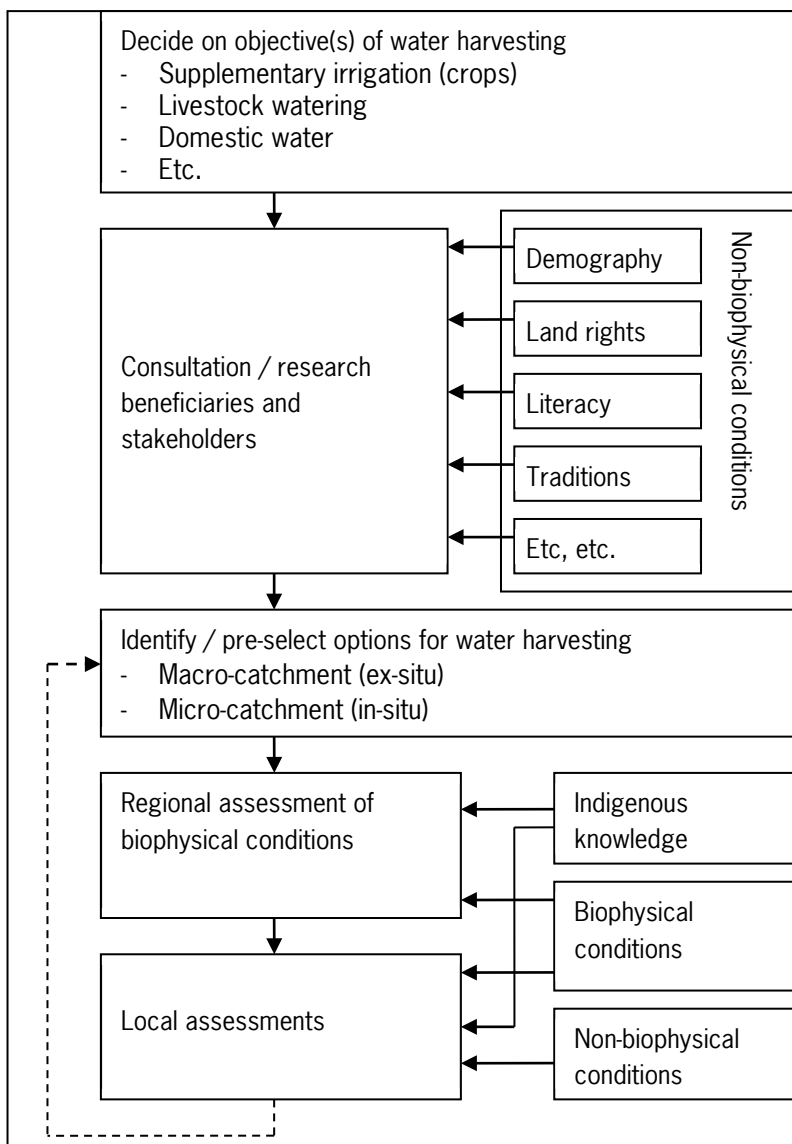 Decide on objective(s) of water harvesting
- Supplementary irrigation (crops)
- Livestock watering
- Domestic water
- Etc.
Consultation / research
beneficiaries and
stakeholders
Demography
Land rights
Literacy
Traditions
Etc, etc.
Non-biophysical conditions
Identify / pre-select options for water harvesting
- Macro-catchment (ex-situ)
- Micro-catchment (in-situ)
Regional assessment of
biophysical conditions
Indigenous
knowledge
Biophysical
conditions
Local assessments
Non-biophysical
conditions